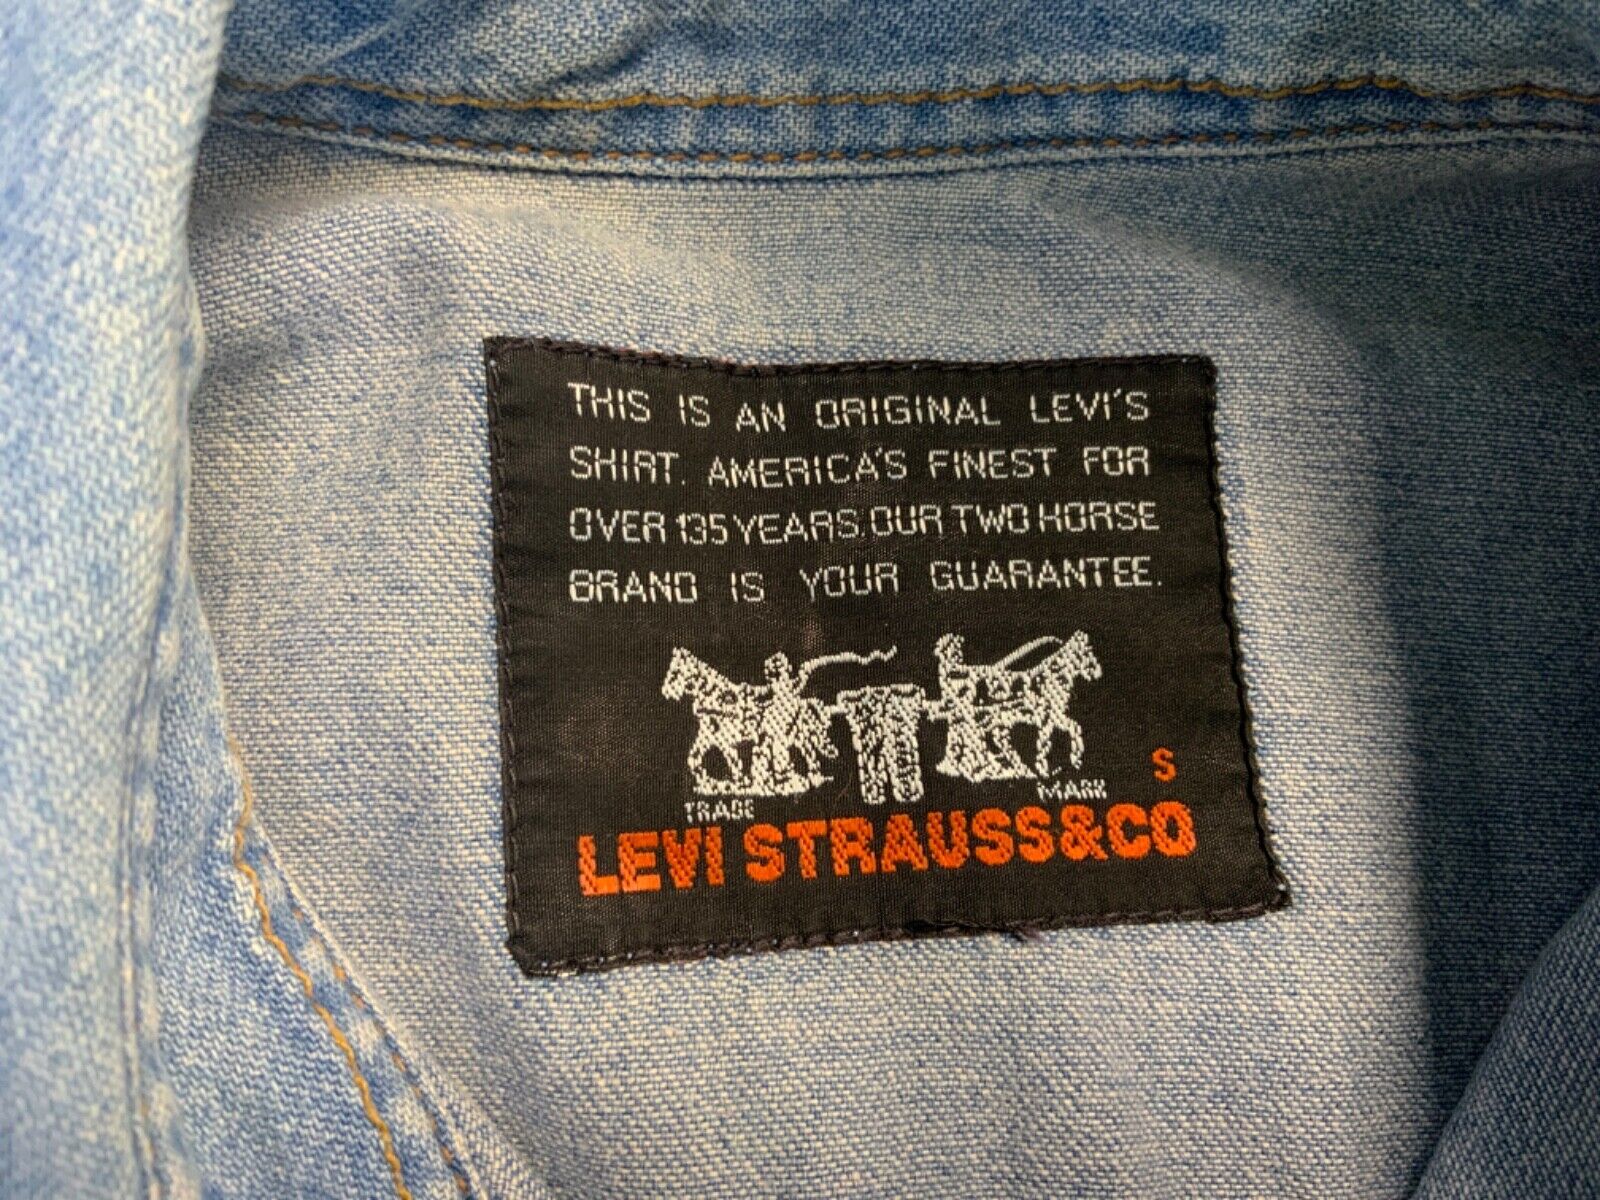 THIS IS AN ORIGINAL LEVI'S
SHIRT. AMERICA'S FINEST FOR
OVER 135 YEARS. OUR TWO HORSE
BRAND IS YOUR GUARANTEE.
S
TRADE MARK
LEVI STRAUSS&CO